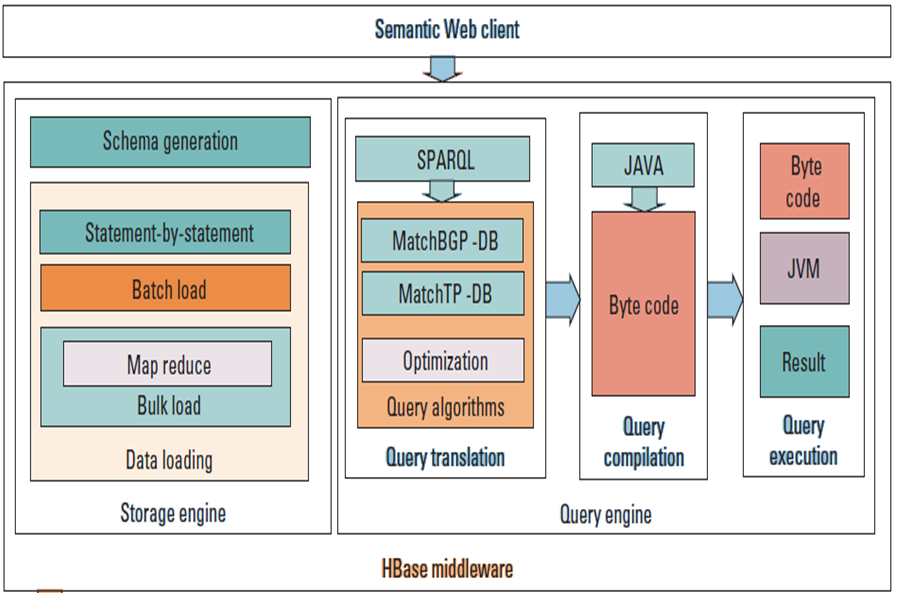 Semantic Web client
Schema generation
Statement-by-statement
Batch load
Map reduce
Bulk load
Data loading
Storage engine
SPARQL
MatchBGP -DB
MatchTP -DB
Optimization
Query algorithms
Query translation
JAVA
Byte code
Query
compilation
Byte
code
JVM
Result
Query
execution
Query engine
HBase middleware